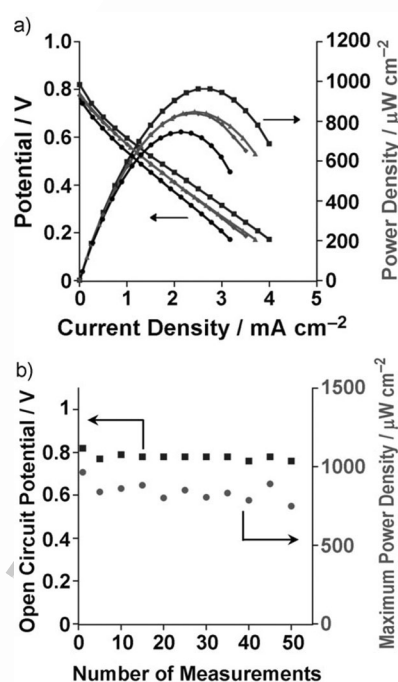 a)
Potential / V
1.0
0.8
0.6
0.4
0.2
0
0 1 2 3 4 5
Current Density / mA cm−2
1200
1000
800
600
400
200
0
Power Density / μW cm−2
b)
Open Circuit Potential / V
1
0.8
0.6
0.4
0.2
0
0 10 20 30 40 50
Number of Measurements
1500
1000
500
0
Maximum Power Density / μW cm−2